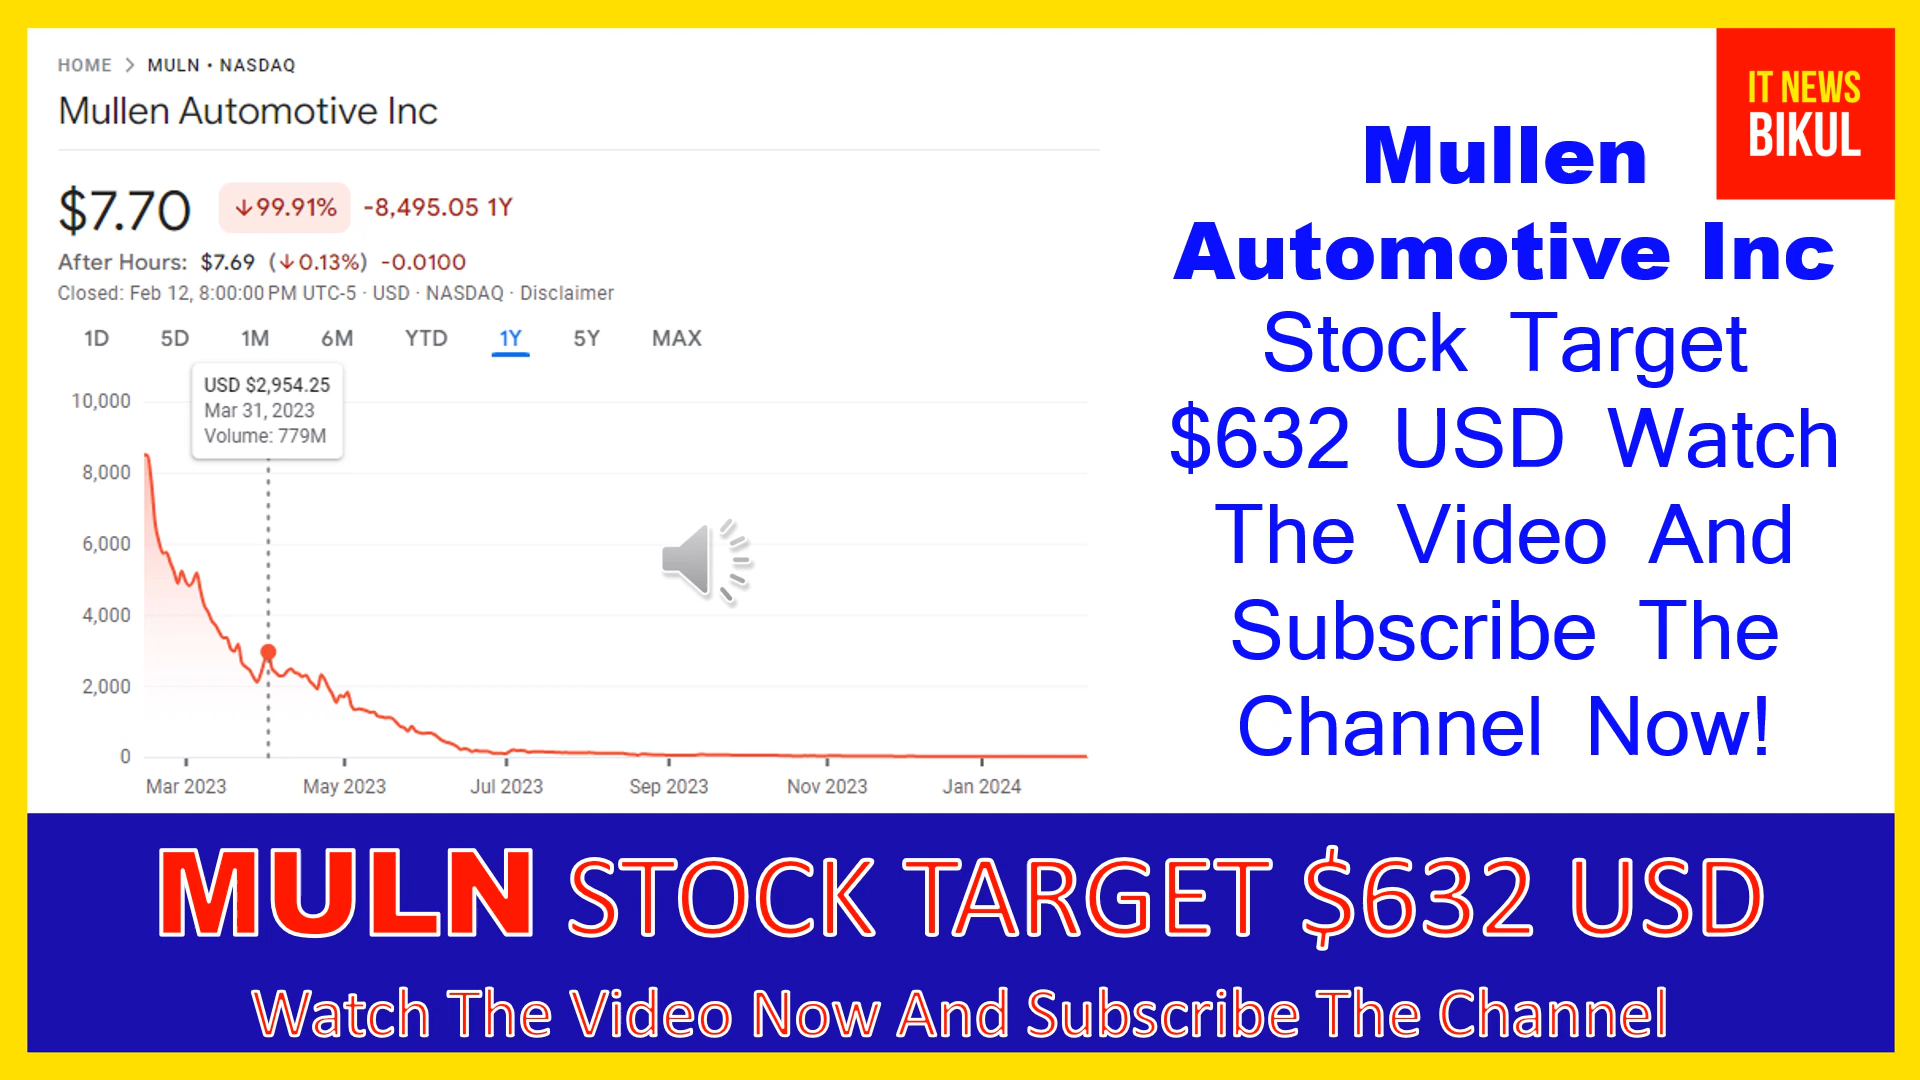 HOME > MULN • NASDAQ
Mullen Automotive Inc
$7.70 ↓99.91% -8,495.05 1Y
After Hours: $7.69 (↓0.13%) -0.0100
Closed: Feb 12, 8:00:00 PM UTC-5 · USD · NASDAQ · Disclaimer
1D 5D 1M 6M YTD 1Y 5Y MAX
USD $2,954.25
Mar 31, 2023
Volume: 779M
10,000
8,000
6,000
4,000
2,000
0
Mar 2023 May 2023 Jul 2023 Sep 2023 Nov 2023 Jan 2024
IT NEWS
BIKUL
Mullen
Automotive Inc
Stock Target
$632 USD Watch
The Video And
Subscribe The
Channel Now!
MULN STOCK TARGET $632 USD
Watch The Video Now And Subscribe The Channel